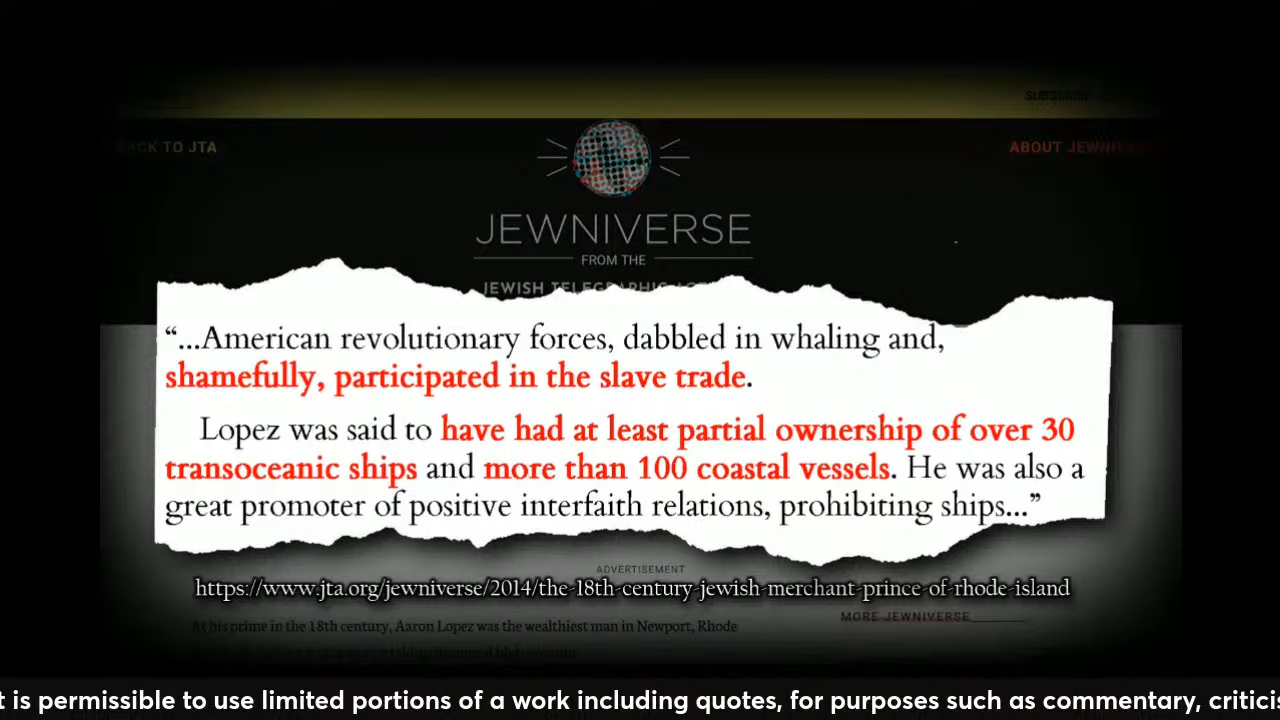 SUBSCRIBE
BACK TO JTA
ABOUT JEWNIVERSE
JEWNIVERSE
FROM THE
JEWISH TELEGRAPHIC
“...American revolutionary forces, dabbled in whaling and,
shamefully, participated in the slave trade.
Lopez was said to have had at least partial ownership of over 30
transoceanic ships and more than 100 coastal vessels. He was also a
great promoter of positive interfaith relations, prohibiting ships...”
ADVERTISEMENT
https://www.jta.org/jewniverse/2014/the-18th-century-jewish-merchant-prince-of-rhode-island
MORE JEWNIVERSE
At his prime in the 18th century, Aaron Lopez was the wealthiest man in Newport, Rhode
t is permissible to use limited portions of a work including quotes, for purposes such as commentary, criticis